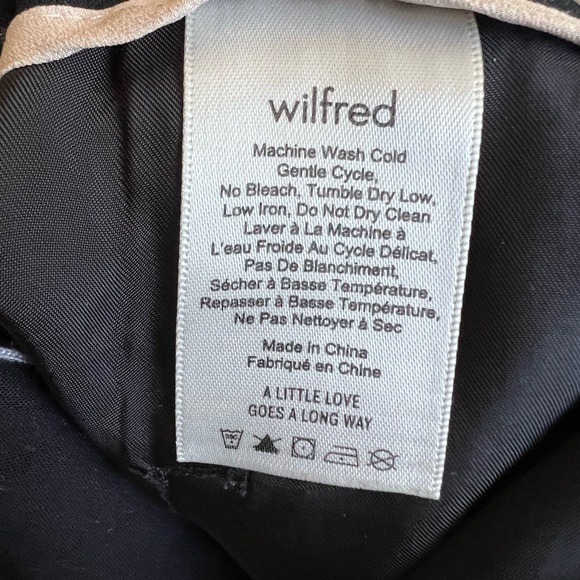 wilfred
Machine Wash Cold
Gentle Cycle,
No Bleach, Tumble Dry Low,
Low Iron, Do Not Dry Clean
Laver à La Machine à
L'eau Froide Au Cycle Délicat,
Pas De Blanchiment,
Sécher à Basse Température,
Repasser à Basse Température,
Ne Pas Nettoyer à Sec
Made in China
Fabriqué en Chine
A LITTLE LOVE
GOES A LONG WAY